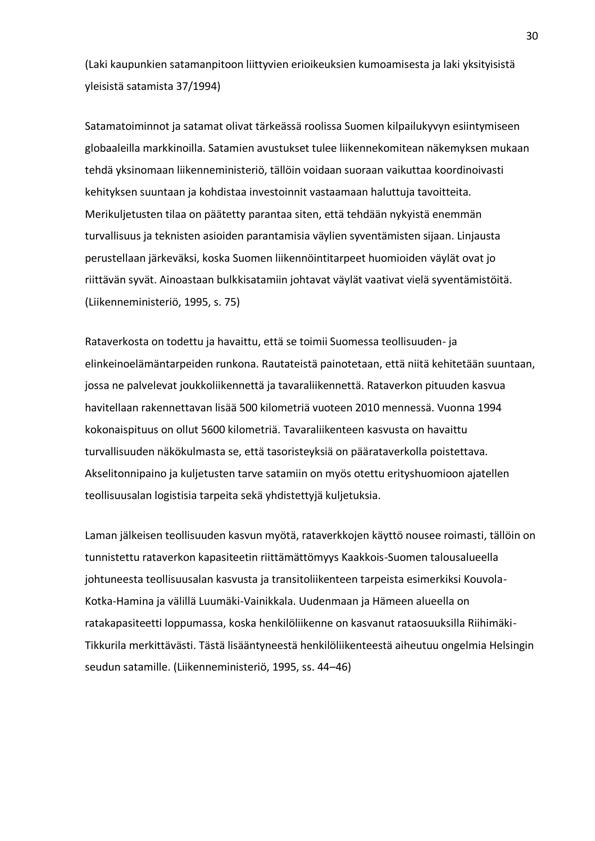 30
(Laki kaupunkien satamanpitoon liittyvien erioikeuksien kumoamisesta ja laki yksityisistä
yleisistä satamista 37/1994)
Satamatoiminnot ja satamat olivat tärkeässä roolissa Suomen kilpailukyvyn esiintymiseen
globaaleilla markkinoilla. Satamien avustukset tulee liikennekomitean näkemyksen mukaan
tehdä yksinomaan liikenneministeriö, tällöin voidaan suoraan vaikuttaa koordinoivasti
kehityksen suuntaan ja kohdistaa investoinnit vastaamaan haluttuja tavoitteita.
Merikuljetusten tilaa on päätetty parantaa siten, että tehdään nykyistä enemmän
turvallisuus ja teknisten asioiden parantamisia väylien syventämisten sijaan. Linjausta
perustellaan järkeväksi, koska Suomen liikennöintitarpeet huomioiden väylät ovat jo
riittävän syvät. Ainoastaan bulkkisatamiin johtavat väylät vaativat vielä syventämistöitä.
(Liikenneministeriö, 1995, s. 75)
Rataverkosta on todettu ja havaittu, että se toimii Suomessa teollisuuden- ja
elinkeinoelämäntarpeiden runkona. Rautateistä painotetaan, että niitä kehitetään suuntaan,
jossa ne palvelevat joukkoliikennettä ja tavaraliikennettä. Rataverkon pituuden kasvua
havitellaan rakennettavan lisää 500 kilometriä vuoteen 2010 mennessä. Vuonna 1994
kokonaispituus on ollut 5600 kilometriä. Tavaraliikenteen kasvusta on havaittu
turvallisuuden näkökulmasta se, että tasoristeyksiä on päärataverkolla poistettava.
Akselitonnipaino ja kuljetusten tarve satamiin on myös otettu erityshuomioon ajatellen
teollisuusalan logistisia tarpeita sekä yhdistettyjä kuljetuksia.
Laman jälkeisen teollisuuden kasvun myötä, rataverkkojen käyttö nousee roimasti, tällöin on
tunnistettu rataverkon kapasiteetin riittämättömyys Kaakkois-Suomen talousalueella
johtuneesta teollisuusalan kasvusta ja transitoliikenteen tarpeista esimerkiksi Kouvola-
Kotka-Hamina ja välillä Luumäki-Vainikkala. Uudenmaan ja Hämeen alueella on
ratakapasiteetti loppumassa, koska henkilöliikenne on kasvanut rataosuuksilla Riihimäki-
Tikkurila merkittävästi. Tästä lisääntyneestä henkilöliikenteestä aiheutuu ongelmia Helsingin
seudun satamille. (Liikenneministeriö, 1995, ss. 44–46)